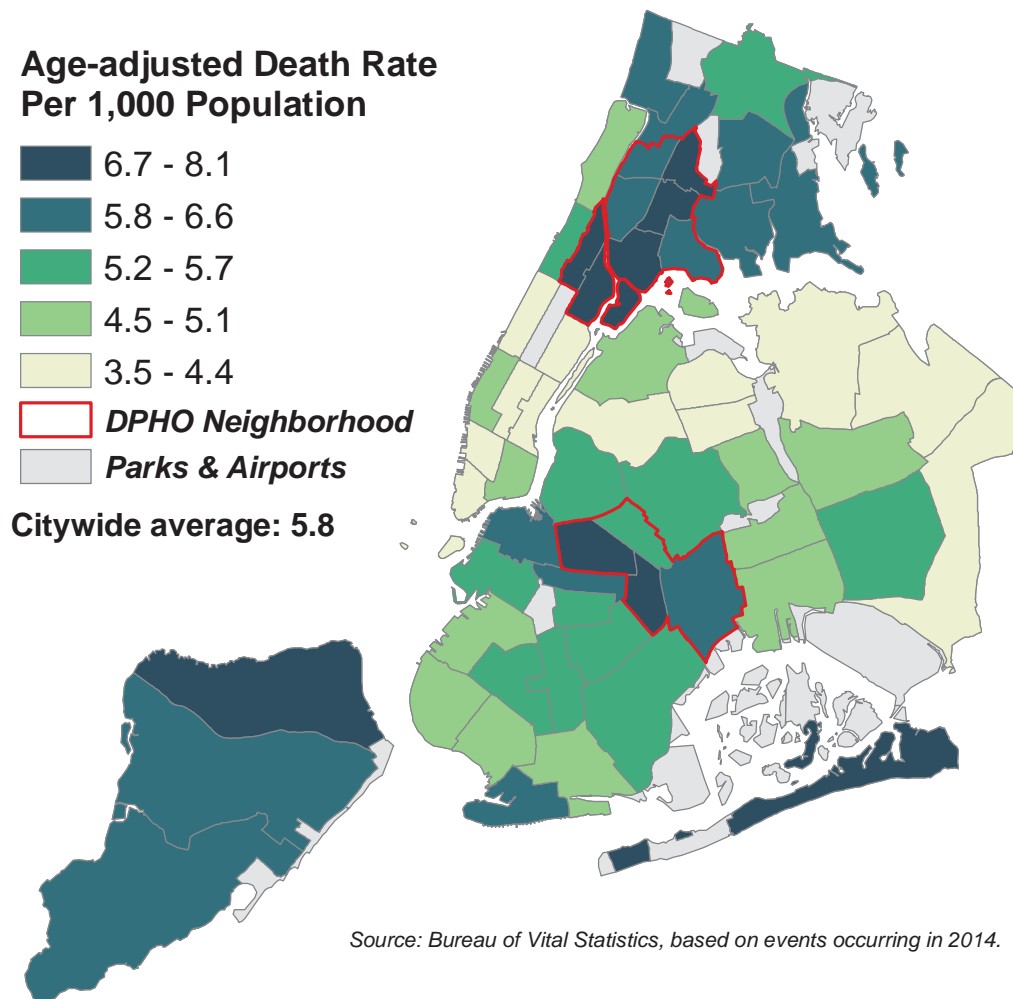 Age-adjusted Death Rate
Per 1,000 Population
6.7 - 8.1
5.8 - 6.6
5.2 - 5.7
4.5 - 5.1
3.5 - 4.4
DPHO Neighborhood
Parks & Airports
Citywide average: 5.8
Source: Bureau of Vital Statistics, based on events occurring in 2014.